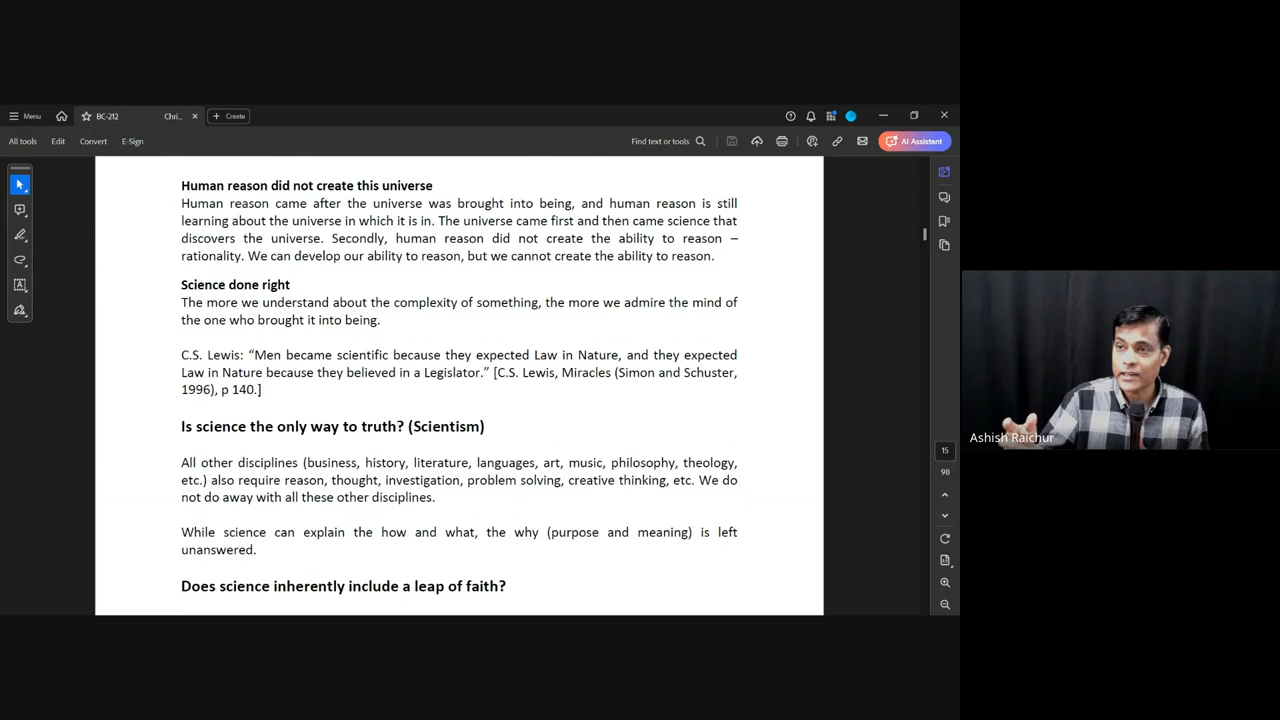 Menu
BC-212
Chri...
Create
All tools
Edit
Convert
E-Sign
Find text or tools
AI Assistant
Human reason did not create this universe
Human reason came after the universe was brought into being, and human reason is still
learning about the universe in which it is in. The universe came first and then came science that
discovers the universe. Secondly, human reason did not create the ability to reason –
rationality. We can develop our ability to reason, but we cannot create the ability to reason.
Science done right
The more we understand about the complexity of something, the more we admire the mind of
the one who brought it into being.
C.S. Lewis: “Men became scientific because they expected Law in Nature, and they expected
Law in Nature because they believed in a Legislator.” [C.S. Lewis, Miracles (Simon and Schuster,
1996), p 140.]
Is science the only way to truth? (Scientism)
All other disciplines (business, history, literature, languages, art, music, philosophy, theology,
etc.) also require reason, thought, investigation, problem solving, creative thinking, etc. We do
not do away with all these other disciplines.
While science can explain the how and what, the why (purpose and meaning) is left
unanswered.
Does science inherently include a leap of faith?
15
98
Ashish Raichur